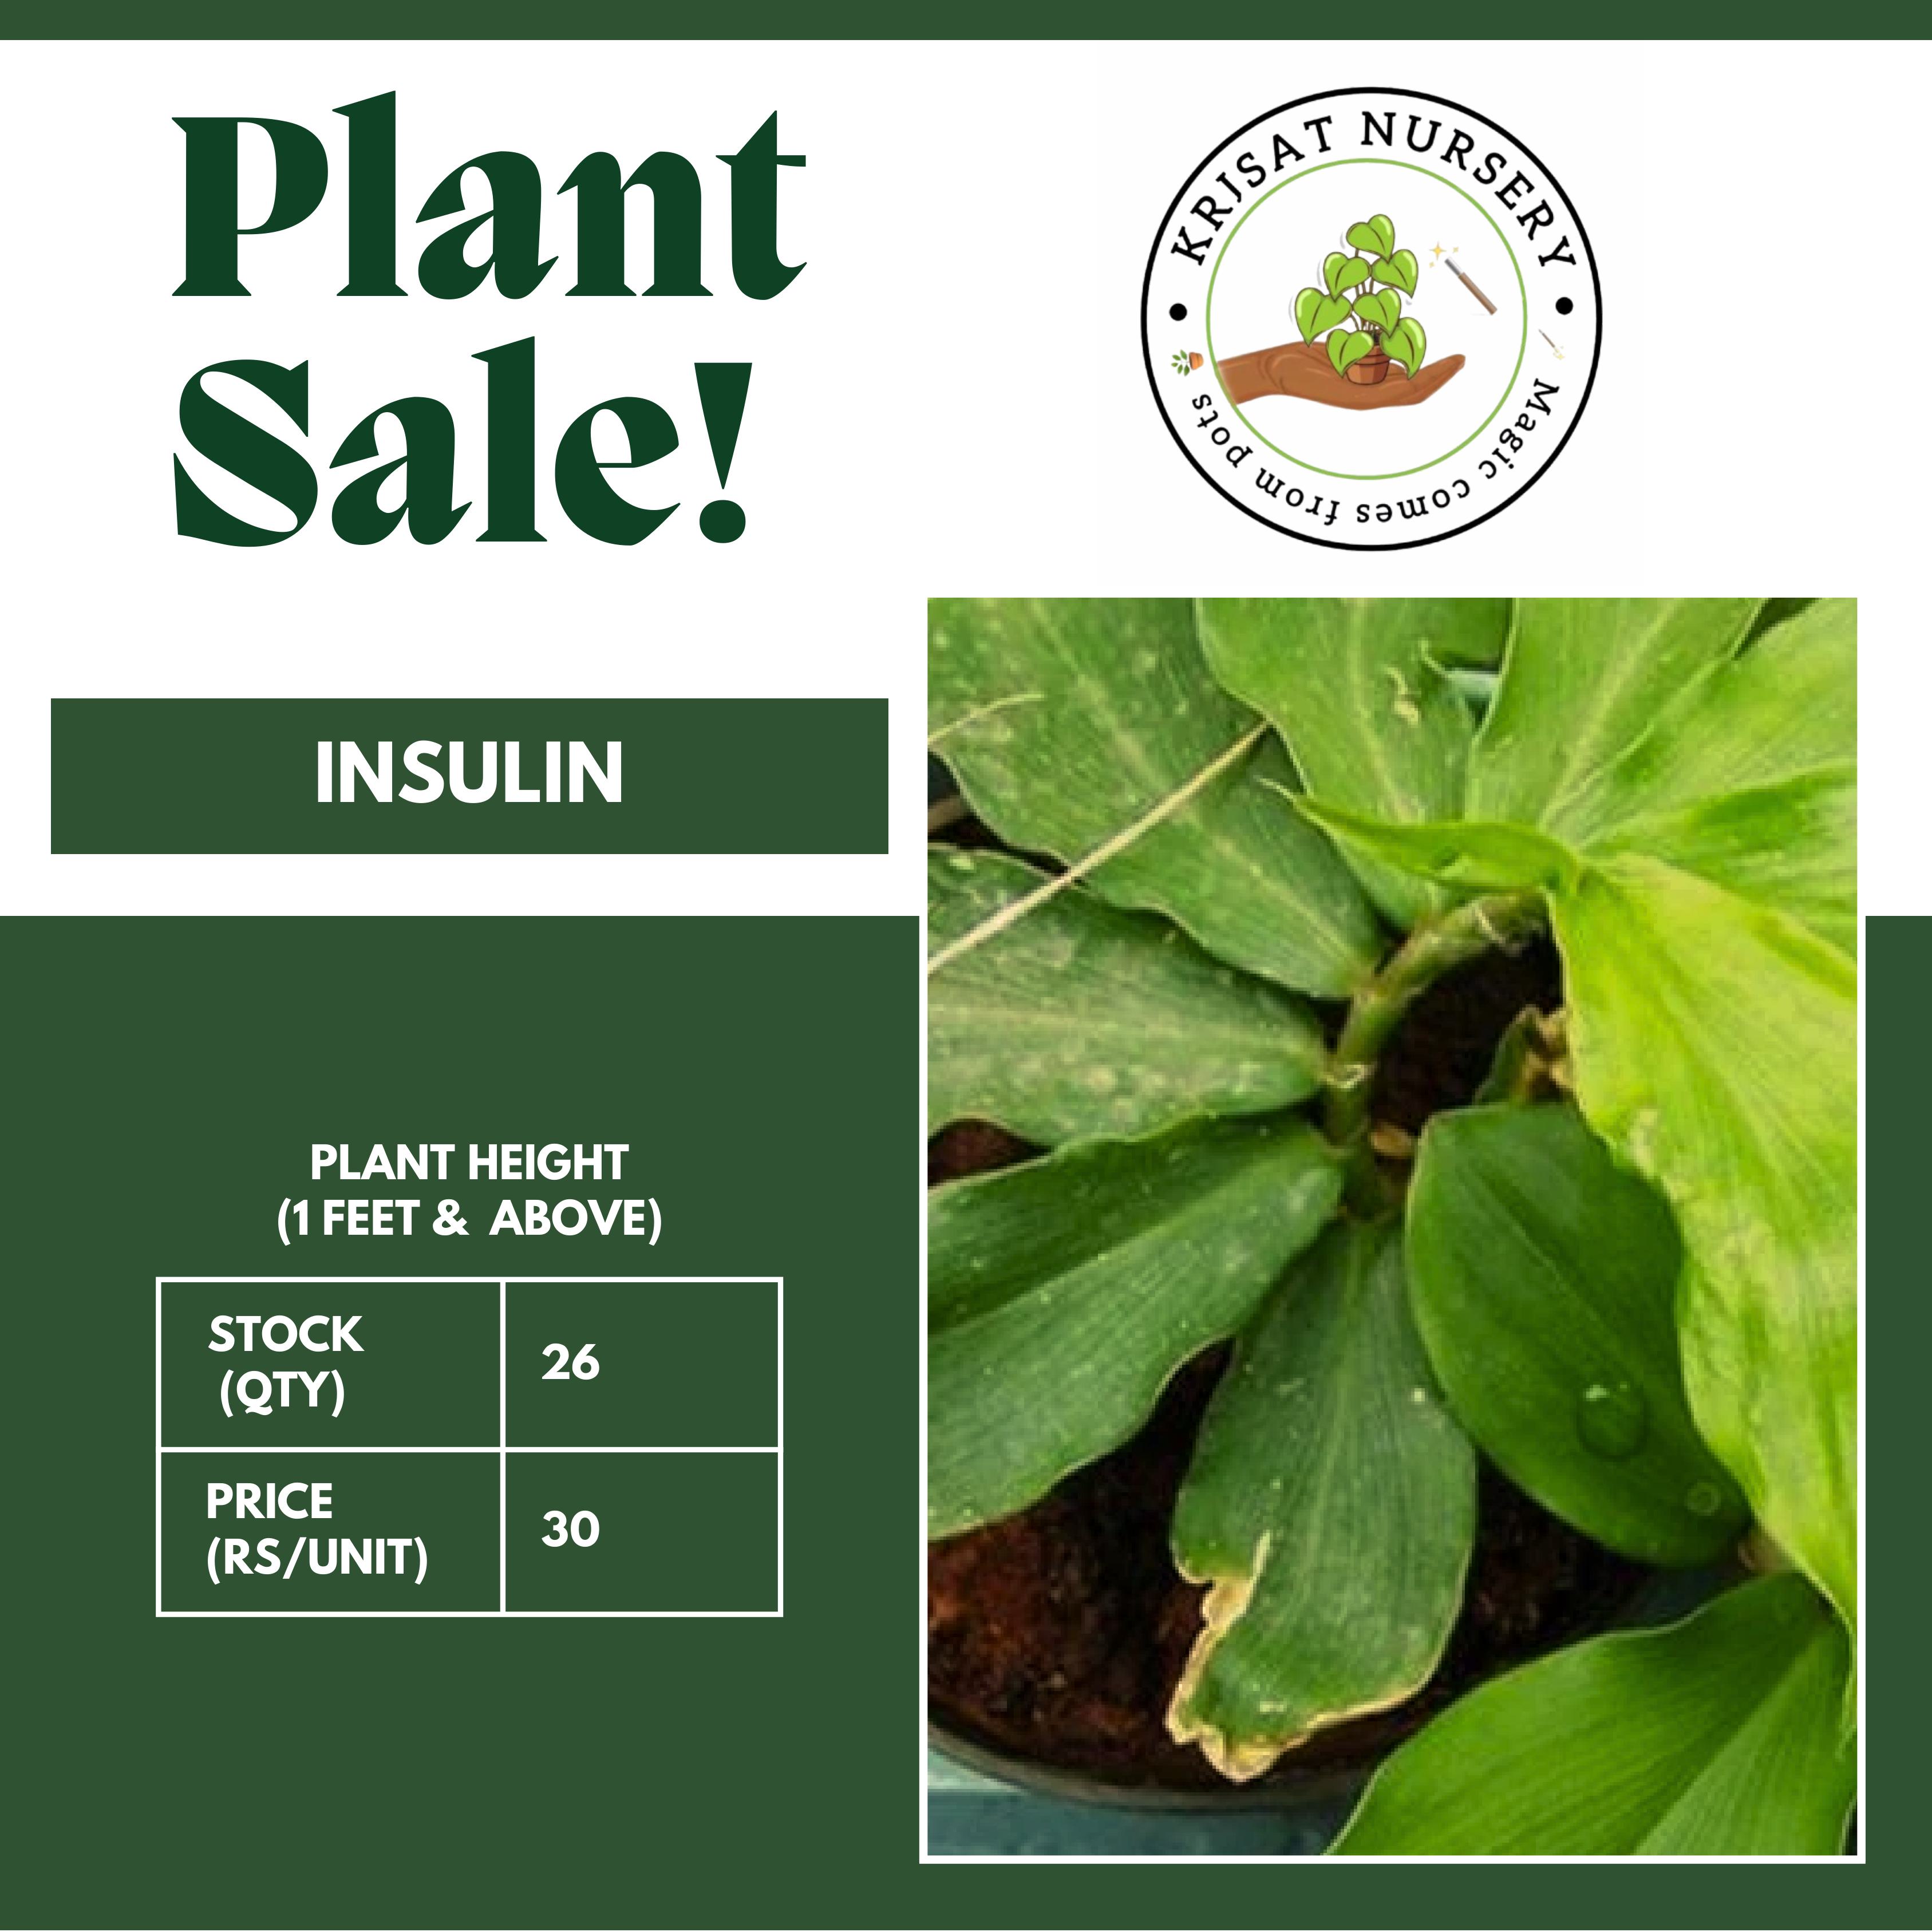 Plant
Sale!
KRISAT NURSERY
Magic comes from pots
INSULIN
PLANT HEIGHT
(1 FEET & ABOVE)
STOCK
(QTY)
26
PRICE
(RS/UNIT)
30